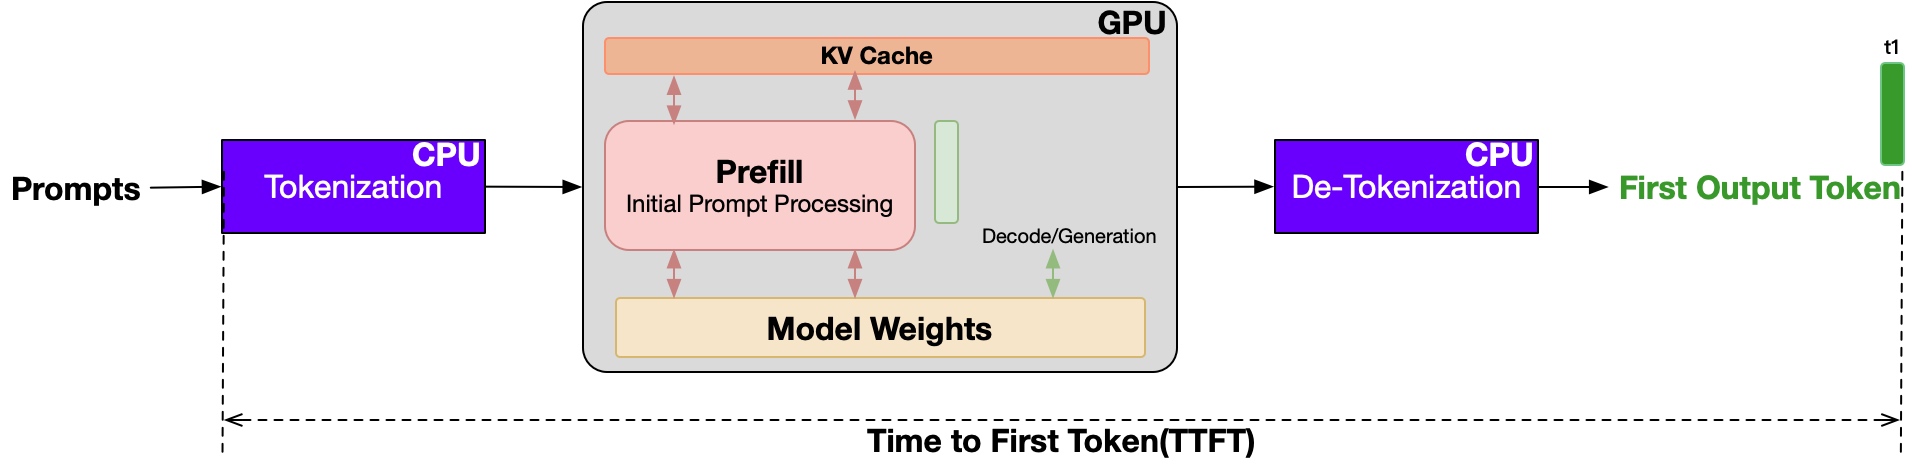 GPU
KV Cache
t1
CPU
Tokenization
Prompts
Prefill
Initial Prompt Processing
Decode/Generation
Model Weights
CPU
De-Tokenization
First Output Token
Time to First Token(TTFT)